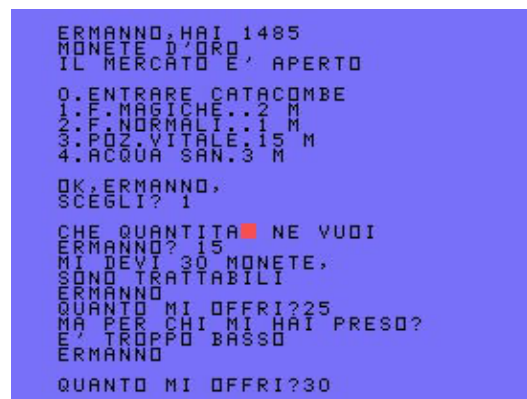 ERMANNO,HAI 1485
MONETE D'ORO
IL MERCATO E' APERTO
0.ENTRARE CATACOMBE
1.F.MAGICHE..2 M
2.F.NORMALI..1 M
3.POZ.VITALE.15 M
4.ACQUA SAN.3 M
OK,ERMANNO,
SCEGLI? 1
CHE QUANTITA NE VUOI
ERMANNO? 15
MI DEVI 30 MONETE,
SONO TRATTABILI
ERMANNO
QUANTO MI OFFRI?25
MA PER CHI MI HAI PRESO?
E' TROPPO BASSO
ERMANNO
QUANTO MI OFFRI?30